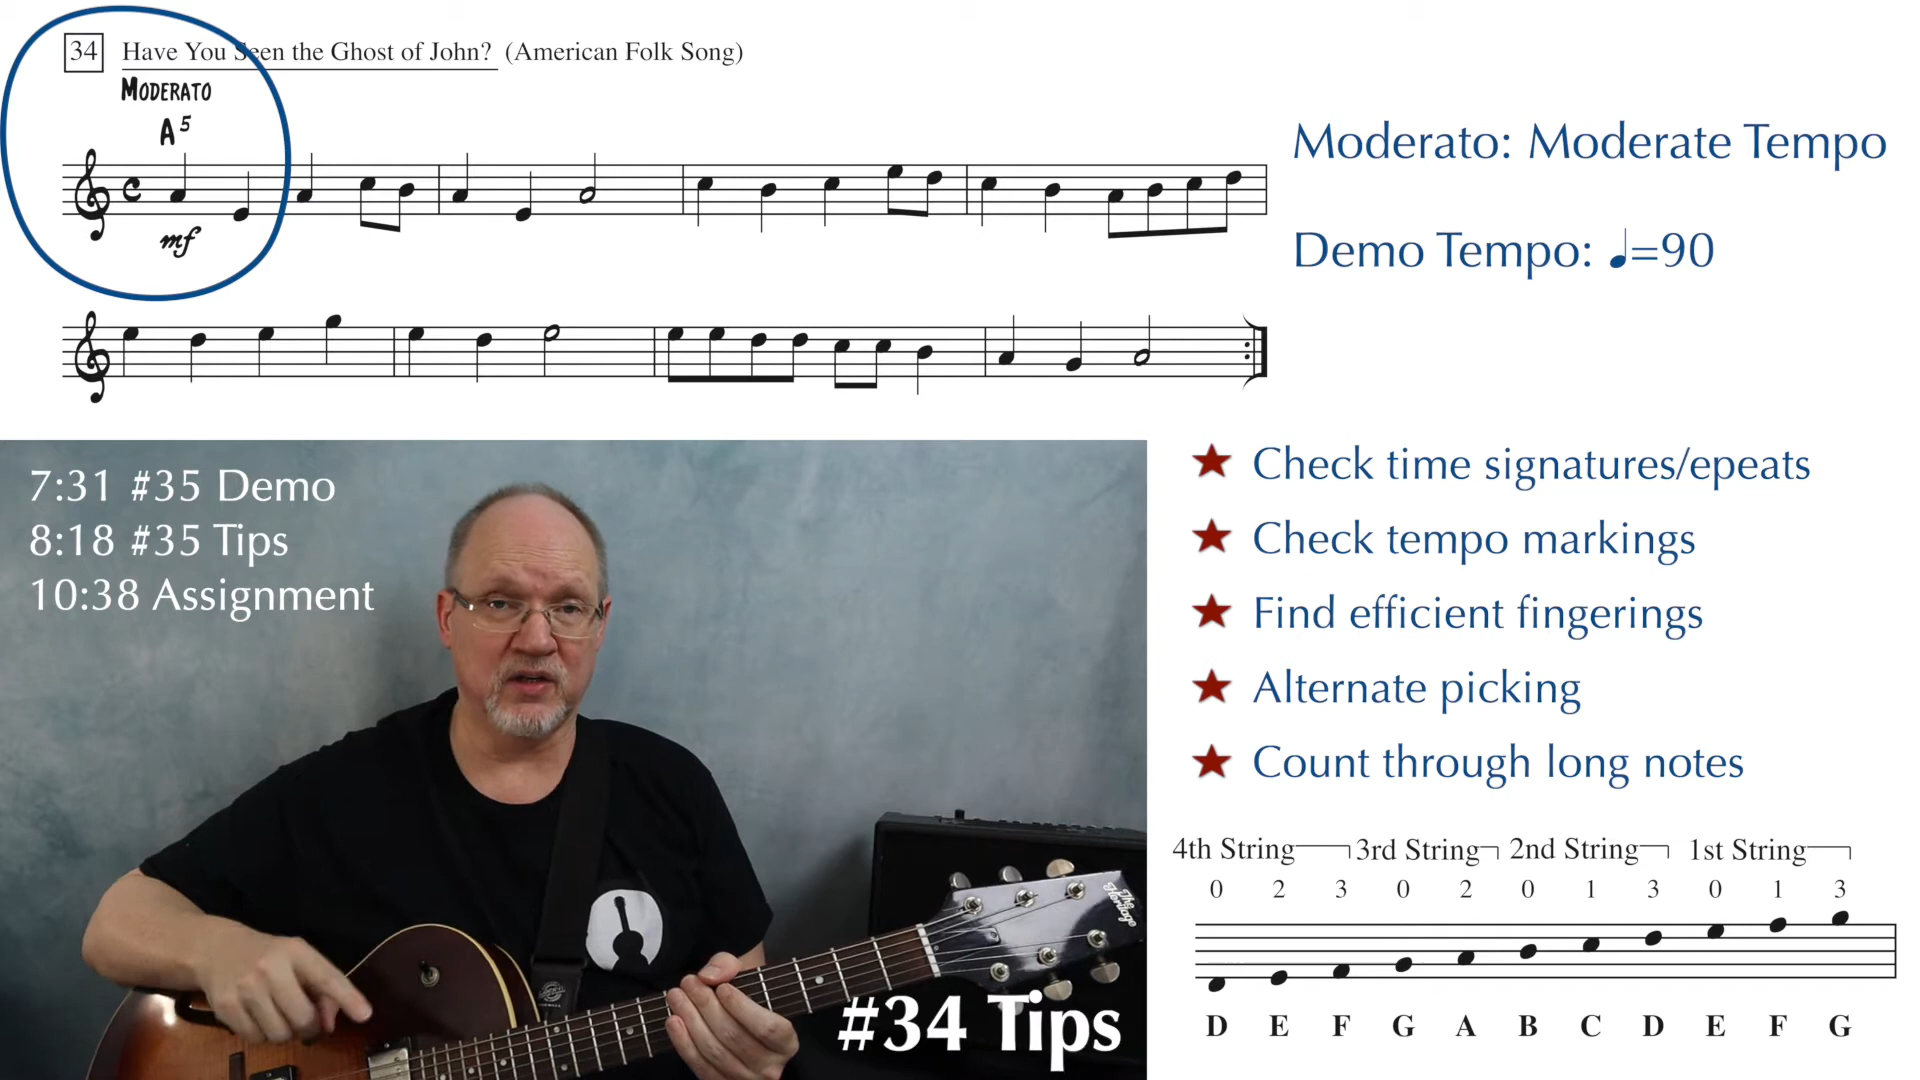 34 Have You Seen the Ghost of John? (American Folk Song)
MODERATO
A5
mf
Moderato: Moderate Tempo
Demo Tempo: ♩=90
7:31 #35 Demo
8:18 #35 Tips
10:38 Assignment
The Heritage
#34 Tips
★ Check time signatures/epeats
★ Check tempo markings
★ Find efficient fingerings
★ Alternate picking
★ Count through long notes
4th String 3rd String 2nd String 1st String
0 2 3 0 2 0 1 3 0 1 3
D E F G A B C D E F G